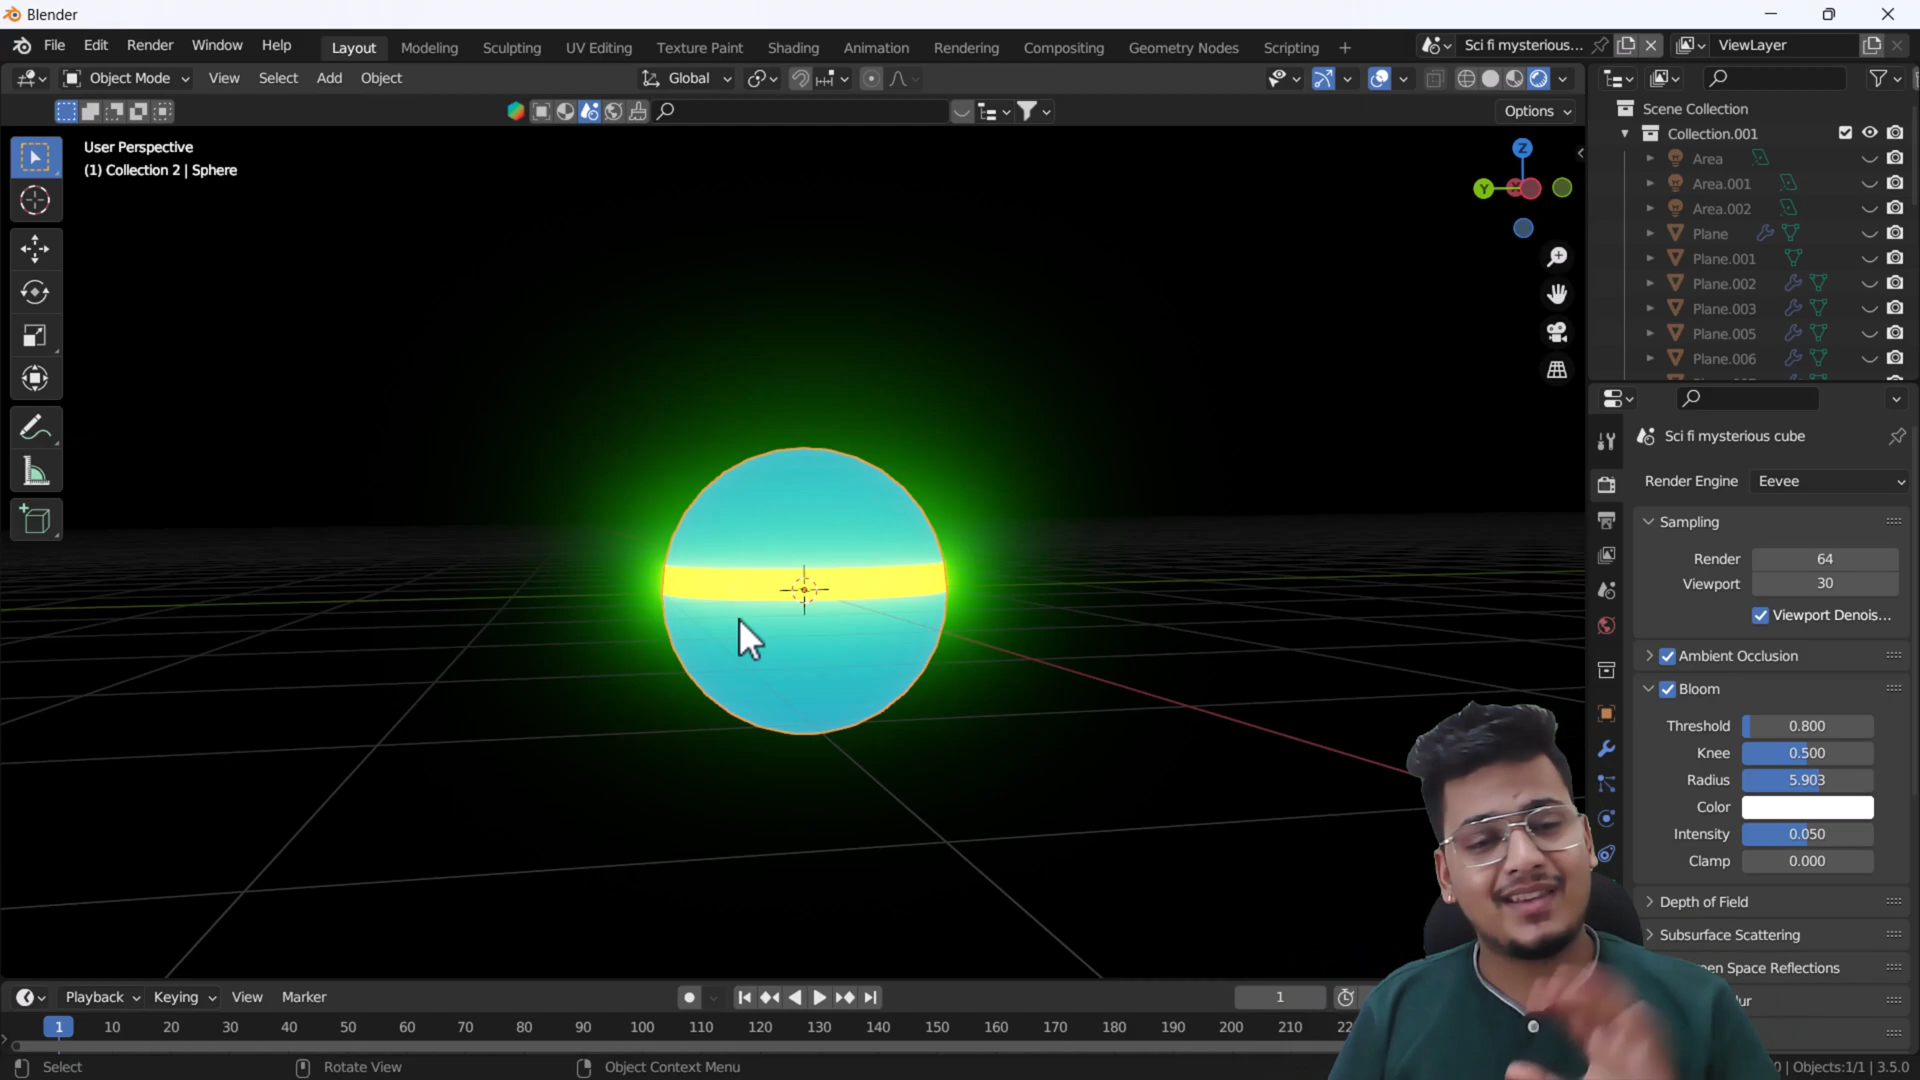 Blender
File Edit Render Window Help
Layout Modeling Sculpting UV Editing Texture Paint Shading Animation Rendering Compositing Geometry Nodes Scripting +
Sci fi mysterious...
ViewLayer
Object Mode View Select Add Object
Global
Options
User Perspective
(1) Collection 2 | Sphere
Z
Y
Scene Collection
Collection.001
Area
Area.001
Area.002
Plane
Plane.001
Plane.002
Plane.003
Plane.005
Plane.006
Sci fi mysterious cube
Render Engine Eevee
Sampling
Render 64
Viewport 30
Viewport Denois...
Ambient Occlusion
Bloom
Threshold 0.800
Knee 0.500
Radius 5.903
Color
Intensity 0.050
Clamp 0.000
Depth of Field
Subsurface Scattering
en Space Reflections
ur
Playback Keying View Marker
1
1 10 20 30 40 50 60 70 80 90 100 110 120 130 140 150 160 170 180 190 200 210 22
Select Rotate View Object Context Menu
0 | Objects:1/1 | 3.5.0